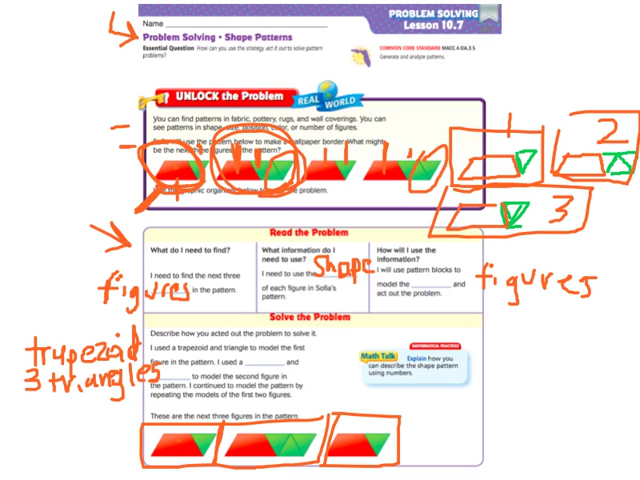 PROBLEM SOLVING
Lesson 10.7
Name
Problem Solving • Shape Patterns
Essential Question How can you use the strategy act it out to solve pattern
problems?
COMMON CORE STANDARD MACC.4.OA.3.5
Generate and analyze patterns.
UNLOCK the Problem
REAL
WORLD
You can find patterns in fabric, pottery, rugs, and wall coverings. You can
see patterns in shape, size, position, color, or number of figures.
use the pattern below to make a wallpaper border. What might
be the next three figures in the pattern?
1
2
3
Read the Problem
What do I need to find?
I need to find the next three
figures in the pattern.
What information do I
need to use?
I need to use the shape
of each figure in Sofia's
pattern.
How will I use the
information?
I will use pattern blocks to
model the figures and
act out the problem.
Solve the Problem
Describe how you acted out the problem to solve it.
I used a trapezoid and triangle to model the first
figure in the pattern. I used a trapezoid and
3 triangles to model the second figure in
the pattern. I continued to model the pattern by
repeating the models of the first two figures.
These are the next three figures in the pattern.
MATHEMATICAL PRACTICES
Math Talk Explain how you
can describe the shape pattern
using numbers.